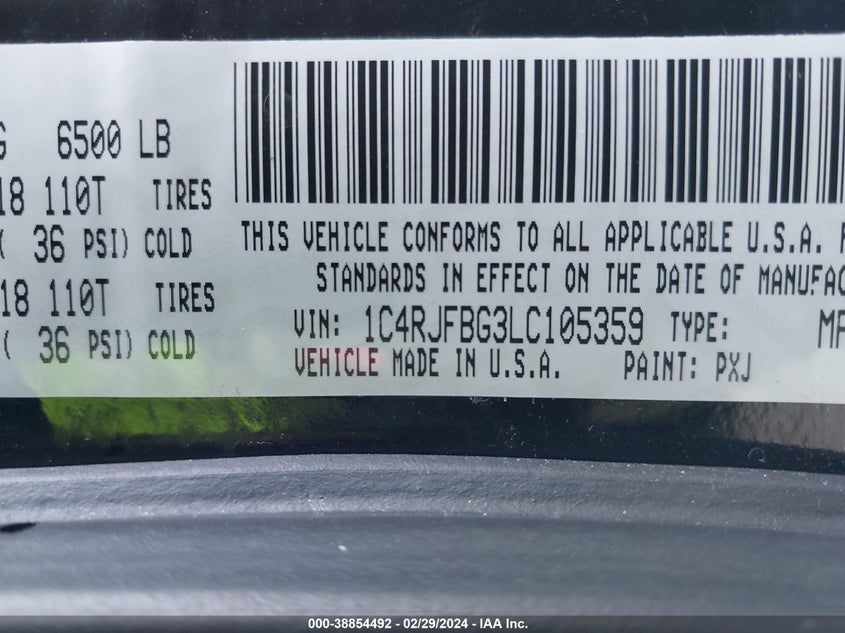 G 6500 LB
18 110T TIRES
( 36 PSI) COLD
18 110T TIRES
( 36 PSI) COLD
THIS VEHICLE CONFORMS TO ALL APPLICABLE U.S.A. F
STANDARDS IN EFFECT ON THE DATE OF MANUFAC
VIN: 1C4RJFBG3LC105359 TYPE: MP
VEHICLE MADE IN U.S.A. PAINT: PXJ
000-38854492 - 02/29/2024 - IAA Inc.